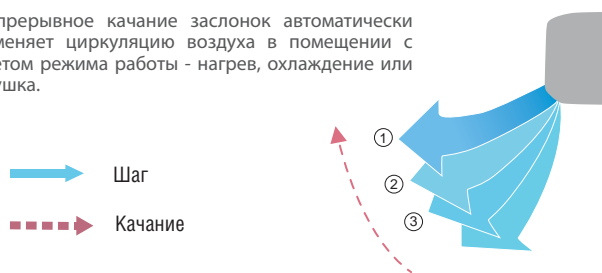 прерывное качание заслонок автоматически
меняет циркуляцию воздуха в помещении с
етом режима работы - нагрев, охлаждение или
ушка.
1
2
Шаг
3
Качание